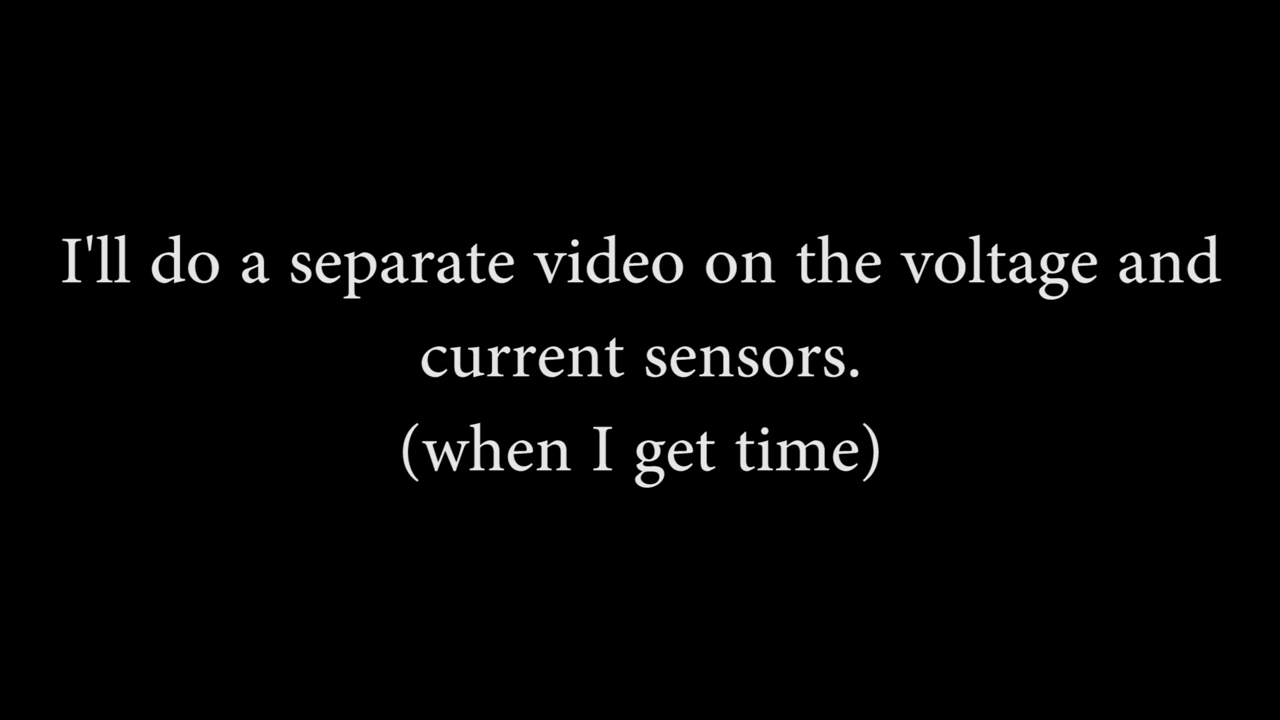 I'll do a separate video on the voltage and
current sensors.
(when I get time)